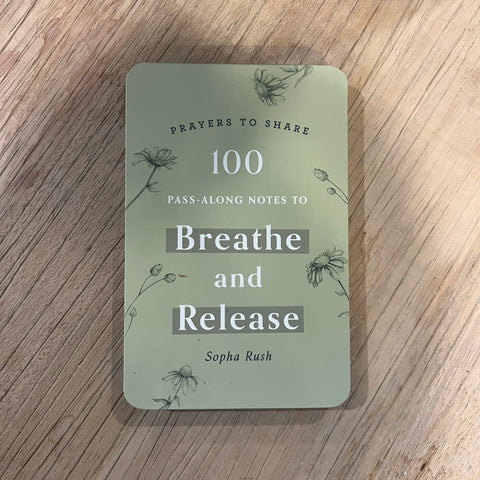 PRAYERS TO SHARE
100
PASS-ALONG NOTES TO
Breathe
and
Release
Sopha Rush